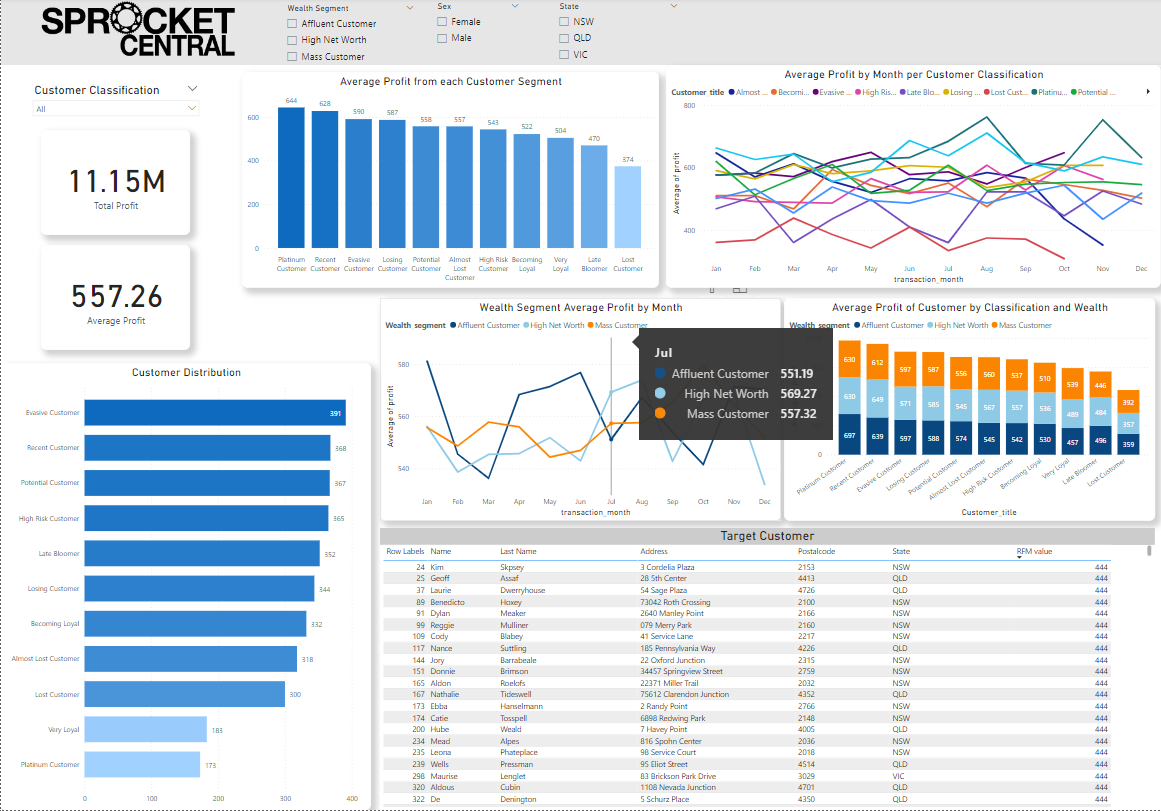 SPROCKET
CENTRAL
Wealth Segment
Affluent Customer
High Net Worth
Mass Customer
Sex
Female
Male
State
NSW
QLD
VIC
Customer Classification
All
11.15M
Total Profit
557.26
Average Profit
Average Profit from each Customer Segment
600
400
200
0
644 628 590 587 558 557 543 522 504 470 374
Platinum Customer
Recent Customer
Evasive Customer
Losing Customer
Potential Customer
Almost Lost Customer
High Risk Customer
Becoming Loyal
Very Loyal
Late Bloomer
Lost Customer
Average Profit by Month per Customer Classification
Customer_title Almost ... Becomi... Evasive ... High Ris... Late Blo... Losing ... Lost Cust... Platinu... Potential ...
Average of profit
800
600
400
Jan Feb Mar Apr May Jun Jul Aug Sep Oct Nov Dec
transaction_month
Wealth Segment Average Profit by Month
Wealth segment Affluent Customer High Net Worth Mass Customer
Average of profit
580
560
540
Jan Feb Mar Apr May Jun Jul Aug Sep Oct Nov Dec
transaction_month
Jul
Affluent Customer 551.19
High Net Worth 569.27
Mass Customer 557.32
Average Profit of Customer by Classification and Wealth
Wealth_segment Affluent Customer High Net Worth Mass Customer
630 612 597 587 556 560 537 510 539 446 392
630 649 571 585 545 567 557 536 489 484 357
697 639 597 588 574 545 542 530 457 496 359
0
Platinum Customer
Recent Customer
Evasive Customer
Losing Customer
Potential Customer
Almost Lost Customer
High Risk Customer
Becoming Loyal
Very Loyal
Late Bloomer
Lost Customer
Customer_title
Customer Distribution
Evasive Customer 391
Recent Customer 368
Potential Customer 367
High Risk Customer 365
Late Bloomer 352
Losing Customer 344
Becoming Loyal 332
Almost Lost Customer 318
Lost Customer 300
Very Loyal 183
Platinum Customer 173
0 100 200 300 400
Target Customer
Row Labels Name Last Name Address Postalcode State RFM value
24 Kim Skpsey 3 Cordelia Plaza 2153 NSW 444
25 Geoff Assaf 28 5th Center 4413 QLD 444
37 Laurie Dwerryhouse 54 Sage Plaza 4726 QLD 444
89 Benedicto Hoxey 73042 Roth Crossing 2100 NSW 444
91 Dylan Meaker 2640 Manley Point 2166 NSW 444
99 Reggie Mulliner 079 Merry Park 2160 NSW 444
109 Cody Blabey 41 Service Lane 2217 NSW 444
117 Nance Suttling 185 Pennsylvania Way 4226 QLD 444
144 Jory Barrabeale 22 Oxford Junction 2315 NSW 444
151 Donnie Brimson 34457 Springview Street 2759 NSW 444
165 Aldon Roelofs 22371 Miller Trail 2032 NSW 444
167 Nathalie Tideswell 75612 Clarendon Junction 4352 QLD 444
173 Ebba Hanselmann 2 Randy Point 2766 NSW 444
174 Catie Tosspell 6898 Redwing Park 2148 NSW 444
200 Hube Weald 7 Havey Point 4005 QLD 444
234 Mead Alpes 816 Spohn Center 2036 NSW 444
235 Leona Phateplace 98 Service Court 2018 NSW 444
239 Wells Pressman 95 Eliot Street 4514 QLD 444
298 Maurise Lenglet 83 Brickson Park Drive 3029 VIC 444
320 Aldous Cubin 1108 Nevada Junction 4701 QLD 444
322 De Denington 5 Schurz Place 4350 QLD 444